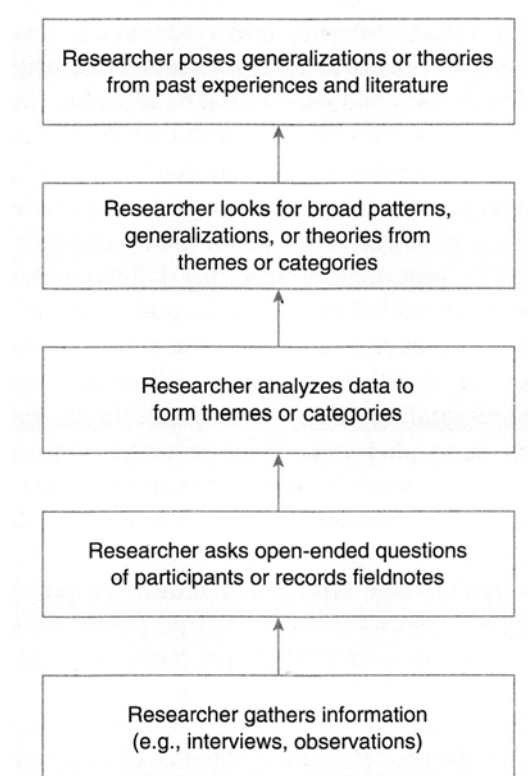 Researcher poses generalizations or theories
from past experiences and literature
Researcher looks for broad patterns,
generalizations, or theories from
themes or categories
Researcher analyzes data to
form themes or categories
Researcher asks open-ended questions
of participants or records fieldnotes
Researcher gathers information
(e.g., interviews, observations)